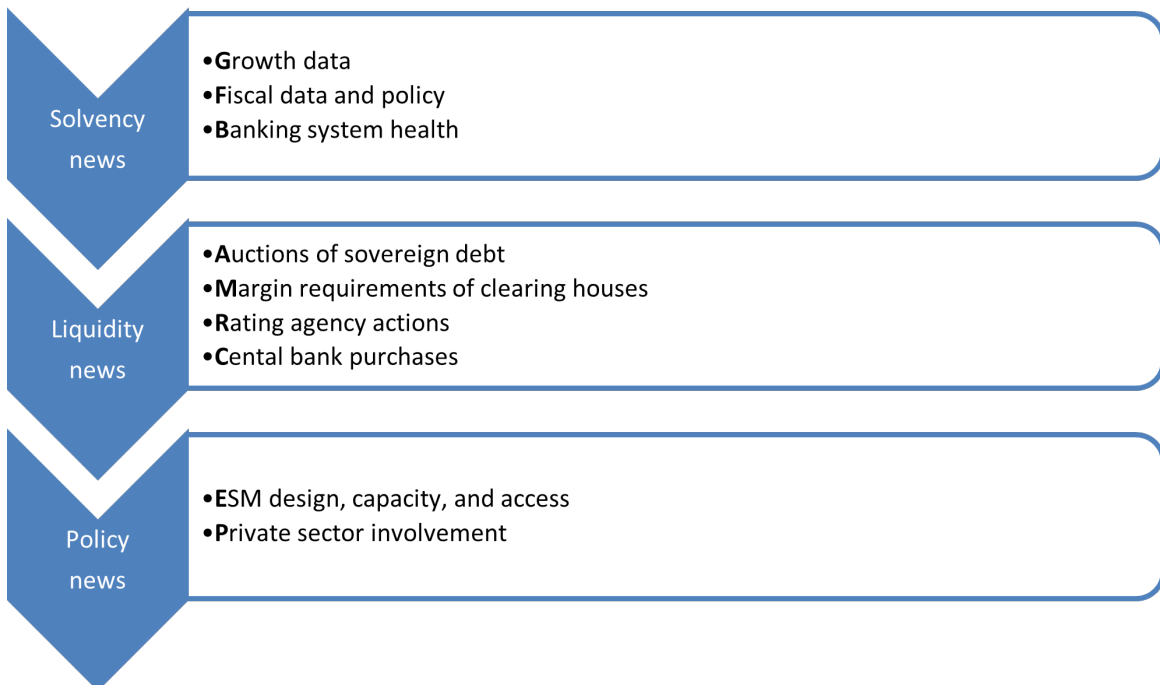 Solvency
news
•Growth data
•Fiscal data and policy
•Banking system health
Liquidity
news
•Auctions of sovereign debt
•Margin requirements of clearing houses
•Rating agency actions
•Cental bank purchases
Policy
news
•ESM design, capacity, and access
•Private sector involvement